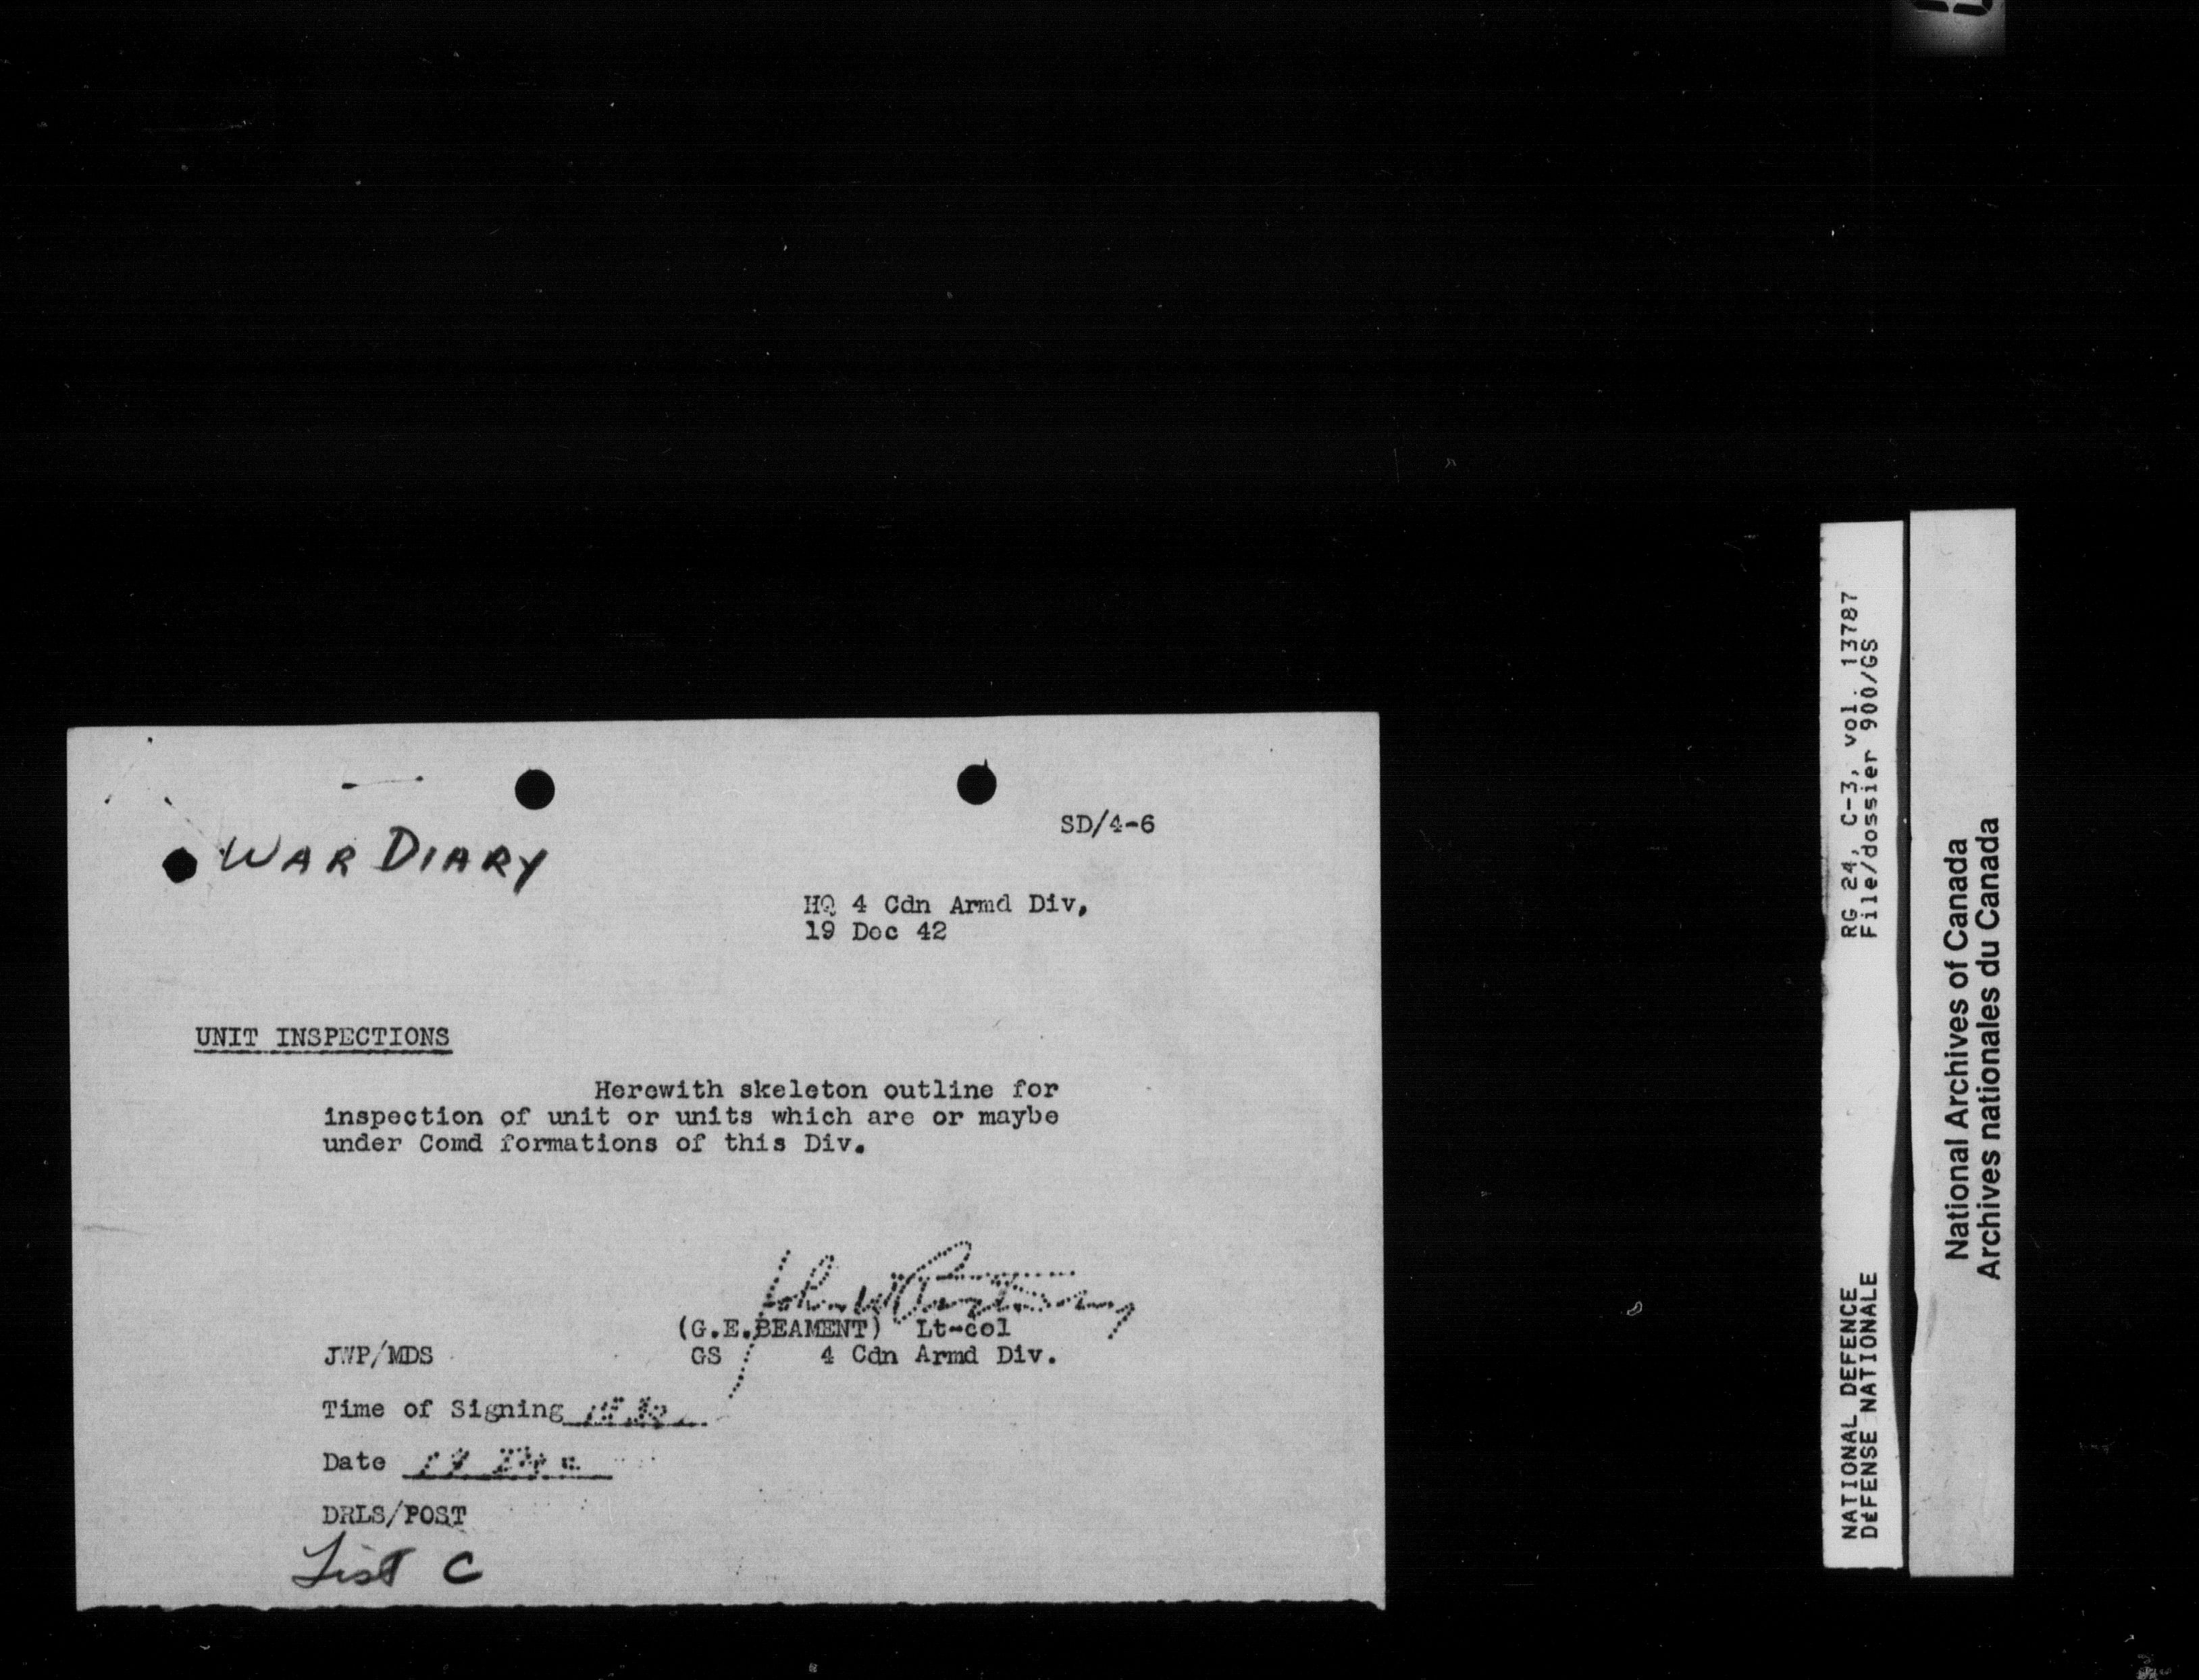 SD/4-6
WAR DIARY
HQ 4 Cdn Armd Div,
19 Dec 42
UNIT INSPECTIONS
Herewith skeleton outline for
inspection of unit or units which are or maybe
under Comd formations of this Div.
(G.E.BEAMENT) Lt-col
JWP/MDS GS 4 Cdn Armd Div.
Time of Signing
Date 19
DRLS/POST
List C
RG 24, C-3, vol. 13787
File/dossier 900/GS
NATIONAL DEFENCE
DÉFENSE NATIONALE
National Archives of Canada
Archives nationales du Canada